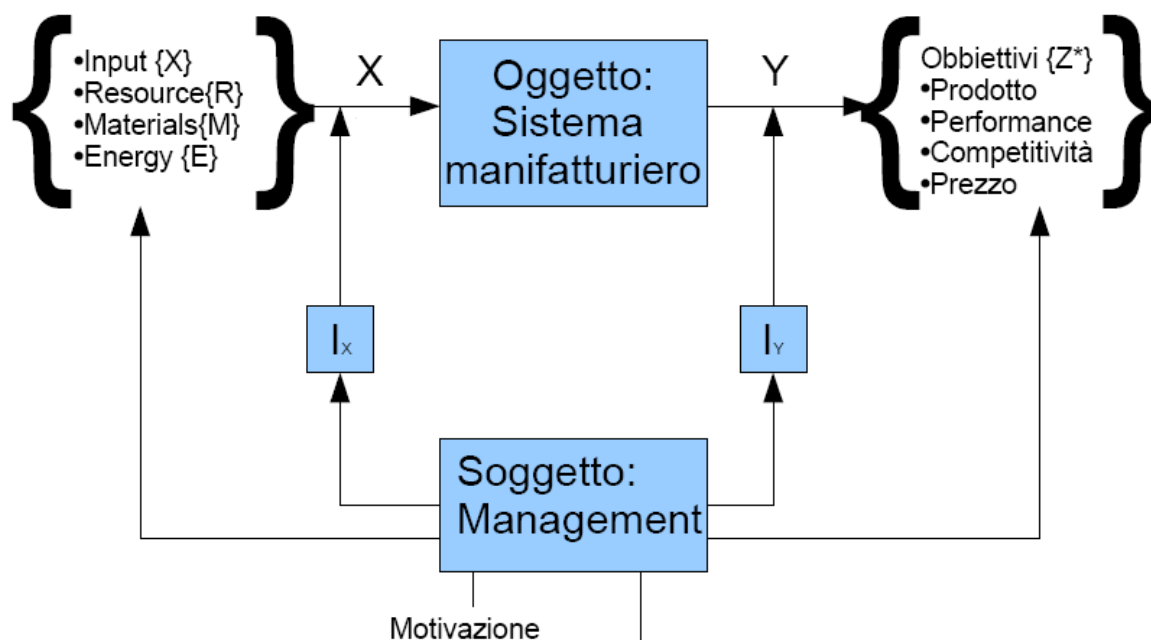 •Input {X}
•Resource{R}
•Materials{M}
•Energy {E}
X
Oggetto:
Sistema
manifatturiero
Y
Obbiettivi {Z*}
•Prodotto
•Performance
•Competitività
•Prezzo
IX
IY
Soggetto:
Management
Motivazione